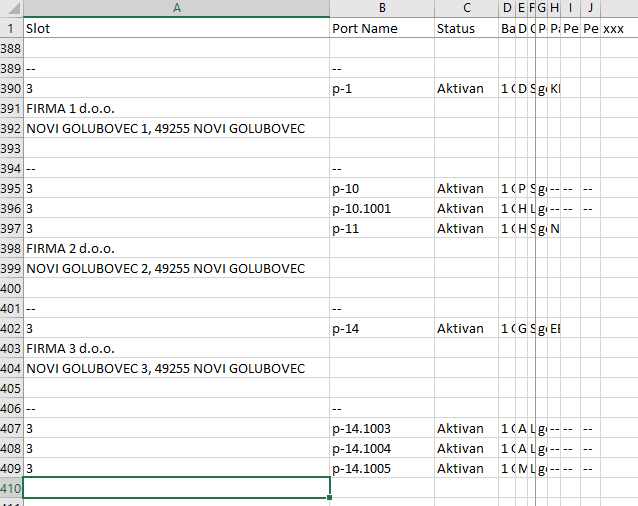 A B C D E F G H I J
1 Slot Port Name Status Ba D C P Pa Pe Pe xxx
388
389 -- --
390 3 p-1 Aktivan 1 D S g
391 FIRMA 1 d.o.o.
392 NOVI GOLUBOVEC 1, 49255 NOVI GOLUBOVEC
393
394 -- --
395 3 p-10 Aktivan 1 P S g -- -- --
396 3 p-10.1001 Aktivan 1 H L g -- -- --
397 3 p-11 Aktivan 1 H S g N
398 FIRMA 2 d.o.o.
399 NOVI GOLUBOVEC 2, 49255 NOVI GOLUBOVEC
400
401 -- --
402 3 p-14 Aktivan 1 G S g
403 FIRMA 3 d.o.o.
404 NOVI GOLUBOVEC 3, 49255 NOVI GOLUBOVEC
405
406 -- --
407 3 p-14.1003 Aktivan 1 A L g -- -- --
408 3 p-14.1004 Aktivan 1 A L g -- -- --
409 3 p-14.1005 Aktivan 1 M L g -- -- --
410